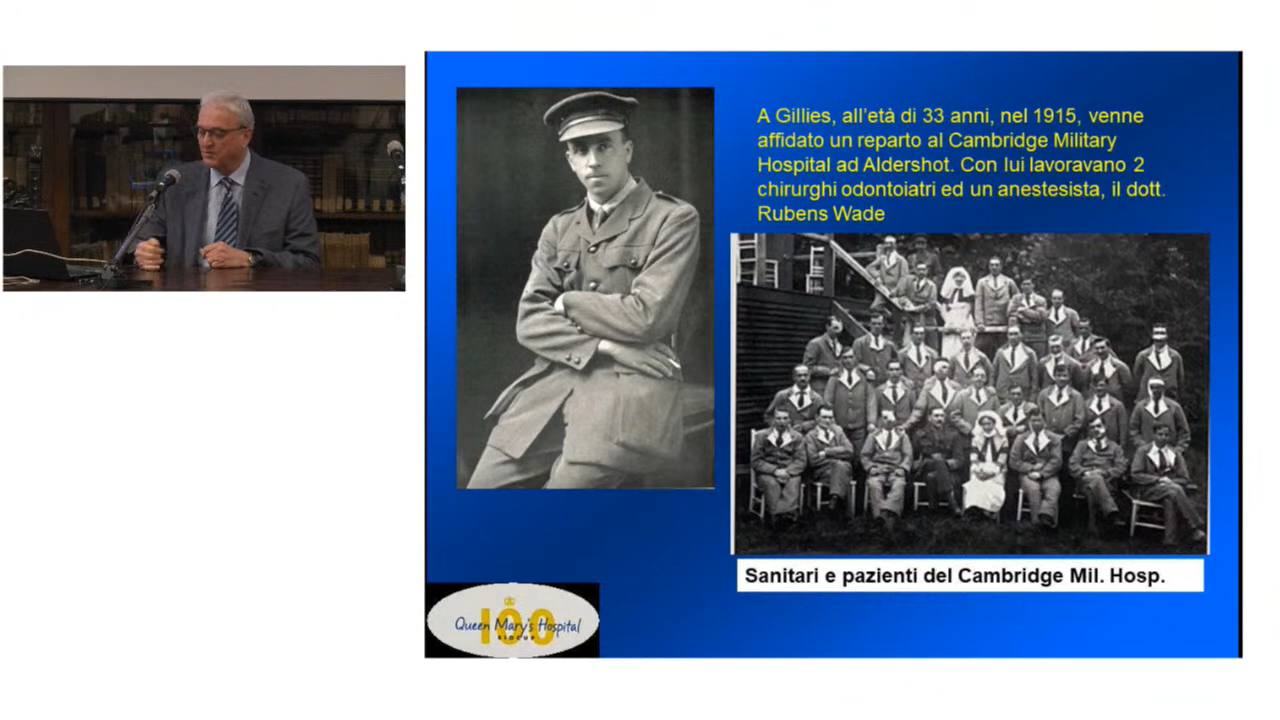 A Gillies, all'età di 33 anni, nel 1915, venne
affidato un reparto al Cambridge Military
Hospital ad Aldershot. Con lui lavoravano 2
chirurghi odontoiatri ed un anestesista, il dott.
Rubens Wade
Sanitari e pazienti del Cambridge Mil. Hosp.
100
Queen Mary's Hospital
SIDCUP